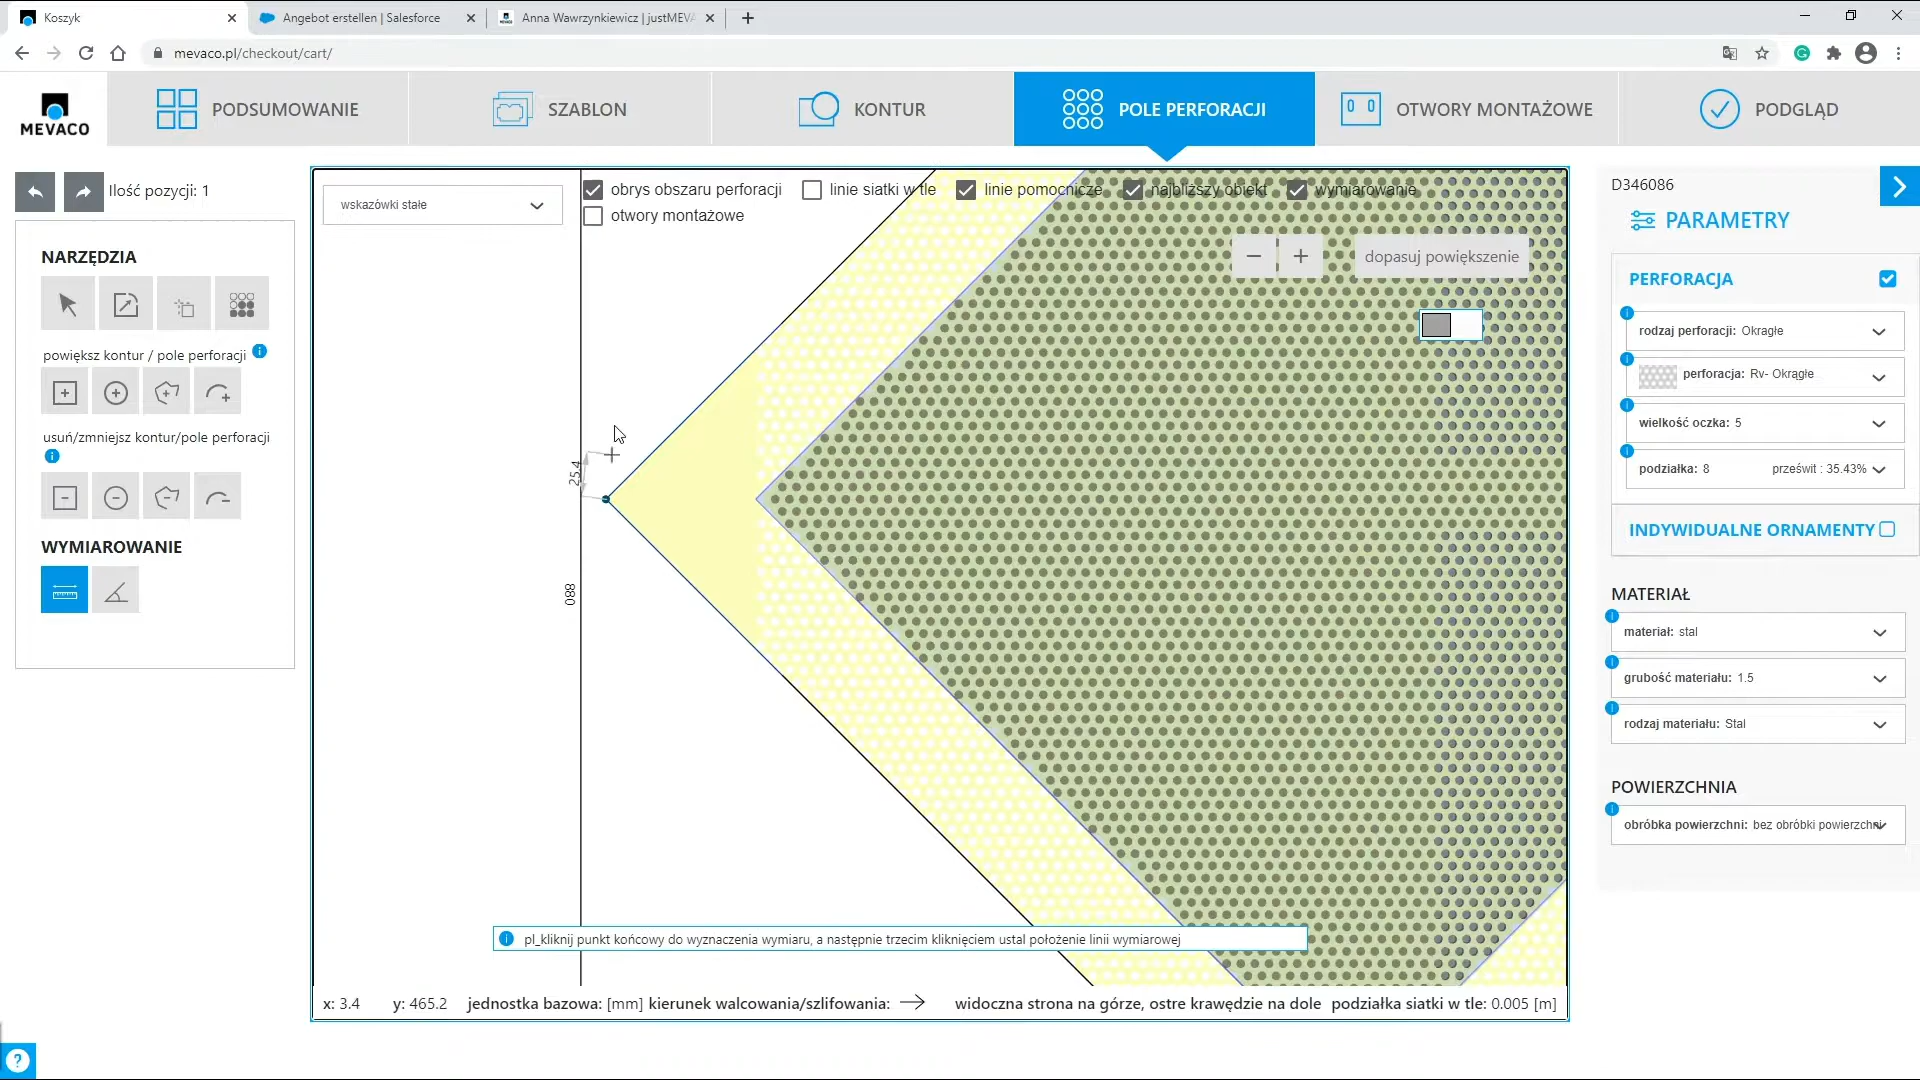 Koszyk
Angebot erstellen | Salesforce
Anna Wawrzynkiewicz | justMEVA
mevaco.pl/checkout/cart/
MEVACO
PODSUMOWANIE
SZABLON
KONTUR
POLE PERFORACJI
OTWORY MONTAŻOWE
PODGLĄD
Ilość pozycji: 1
NARZĘDZIA
powiększ kontur / pole perforacji
usuń/zmniejsz kontur/pole perforacji
WYMIAROWANIE
wskazówki stałe
obrys obszaru perforacji
linie siatki w tle
linie pomocnicze
najbliższy obiekt
wymiarowanie
otwory montażowe
dopasuj powiększenie
25.4
880
pl_kliknij punkt końcowy do wyznaczenia wymiaru, a następnie trzecim kliknięciem ustal położenie linii wymiarowej
x: 3.4 y: 465.2 jednostka bazowa: [mm] kierunek walcowania/szlifowania: widoczna strona na górze, ostre krawędzie na dole podziałka siatki w tle: 0.005 [m]
D346086
PARAMETRY
PERFORACJA
rodzaj perforacji: Okrągłe
perforacja: Rv- Okrągłe
wielkość oczka: 5
podziałka: 8 prześwit : 35.43%
INDYWIDUALNE ORNAMENTY
MATERIAŁ
materiał: stal
grubość materiału: 1.5
rodzaj materiału: Stal
POWIERZCHNIA
obróbka powierzchni: bez obróbki powierzchni
?